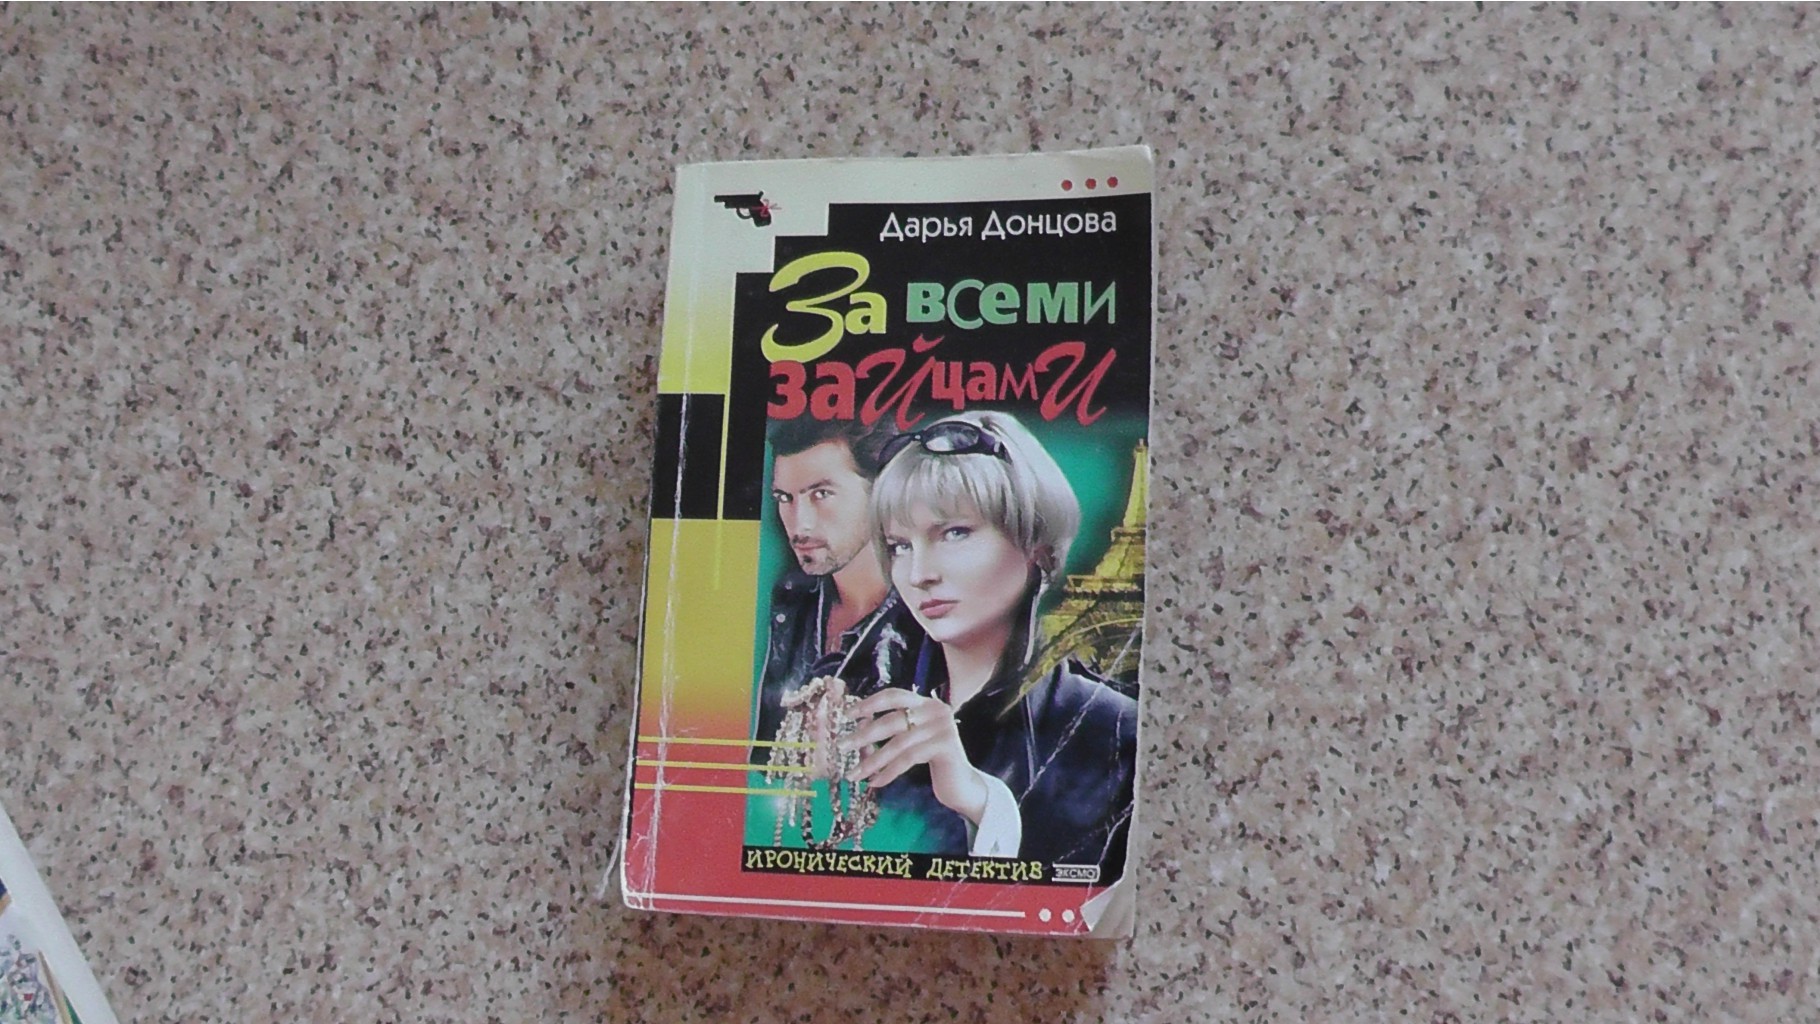 Дарья Донцова
За всеми
зайцами
ИРОНИЧЕСКИЙ ДЕТЕКТИВ ЭКСМО